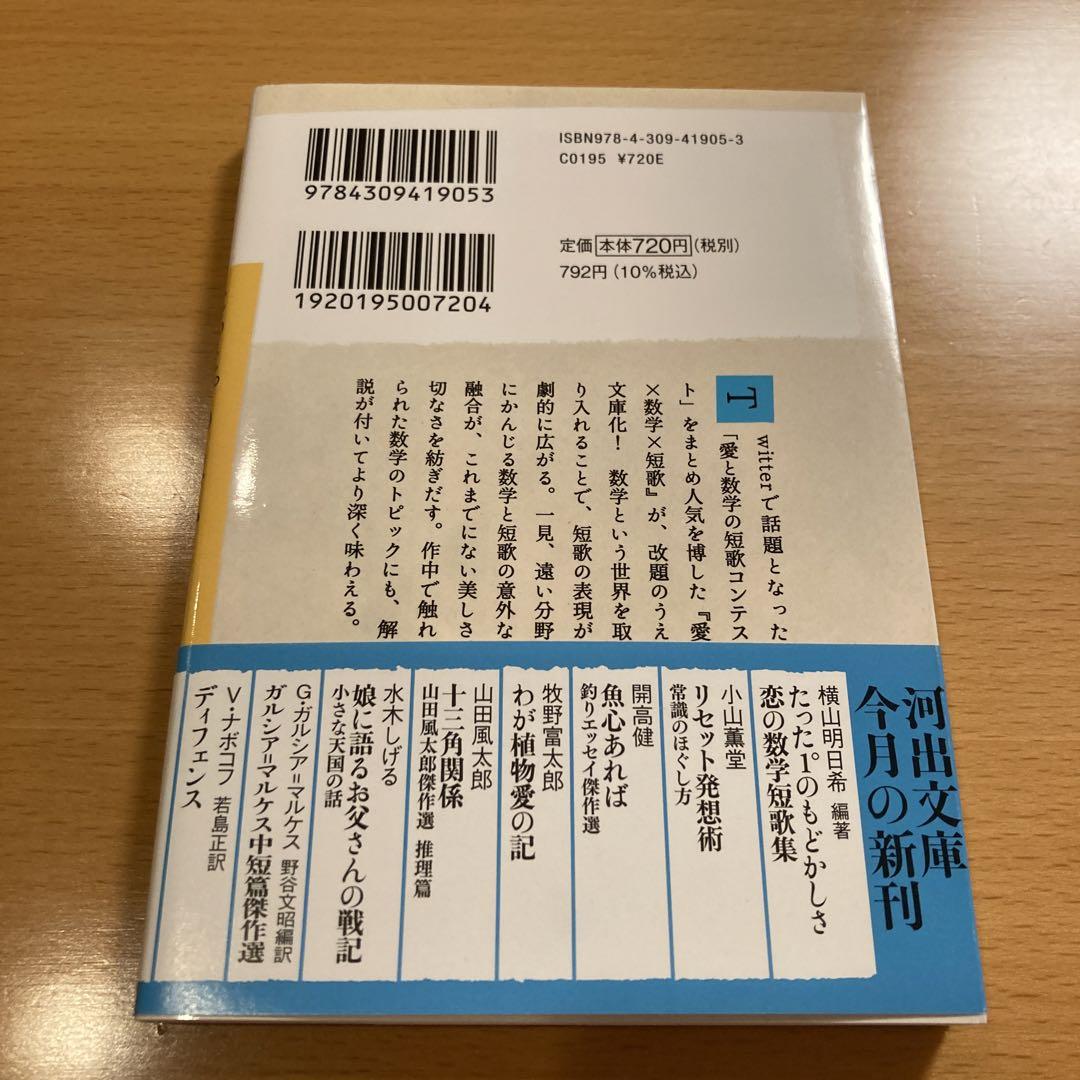 ISBN978-4-309-41905-3
C0195 ¥720E
9784309419053
定価 本体720円(税別)
792円(10%税込)
1920195007204
Twitterで話題となった
「愛と数学の短歌コンテス
ト」をまとめ人気を博した『愛
×数学×短歌』が、改題のうえ
文庫化! 数学という世界を取
り入れることで、短歌の表現が
劇的に広がる。一見、遠い分野
にかんじる数学と短歌の意外な
融合が、これまでにない美しさ
切なさを紡ぎだす。作中で触れ
られた数学のトピックにも、解
説が付いてより深く味わえる。
河出文庫
今月の新刊
横山明日希 編著
たった1°のもどかしさ
恋の数学短歌集
小山薫堂
リセット発想術
常識のほぐし方
開高健
魚心あれば
釣りエッセイ傑作選
牧野富太郎
わが植物愛の記
山田風太郎
十三角関係
山田風太郎傑作選 推理篇
水木しげる
娘に語るお父さんの戦記
小さな天国の話
G・ガルシア=マルケス 野谷文昭編訳
ガルシア=マルケス中短篇傑作選
V・ナボコフ 若島正訳
ディフェンス